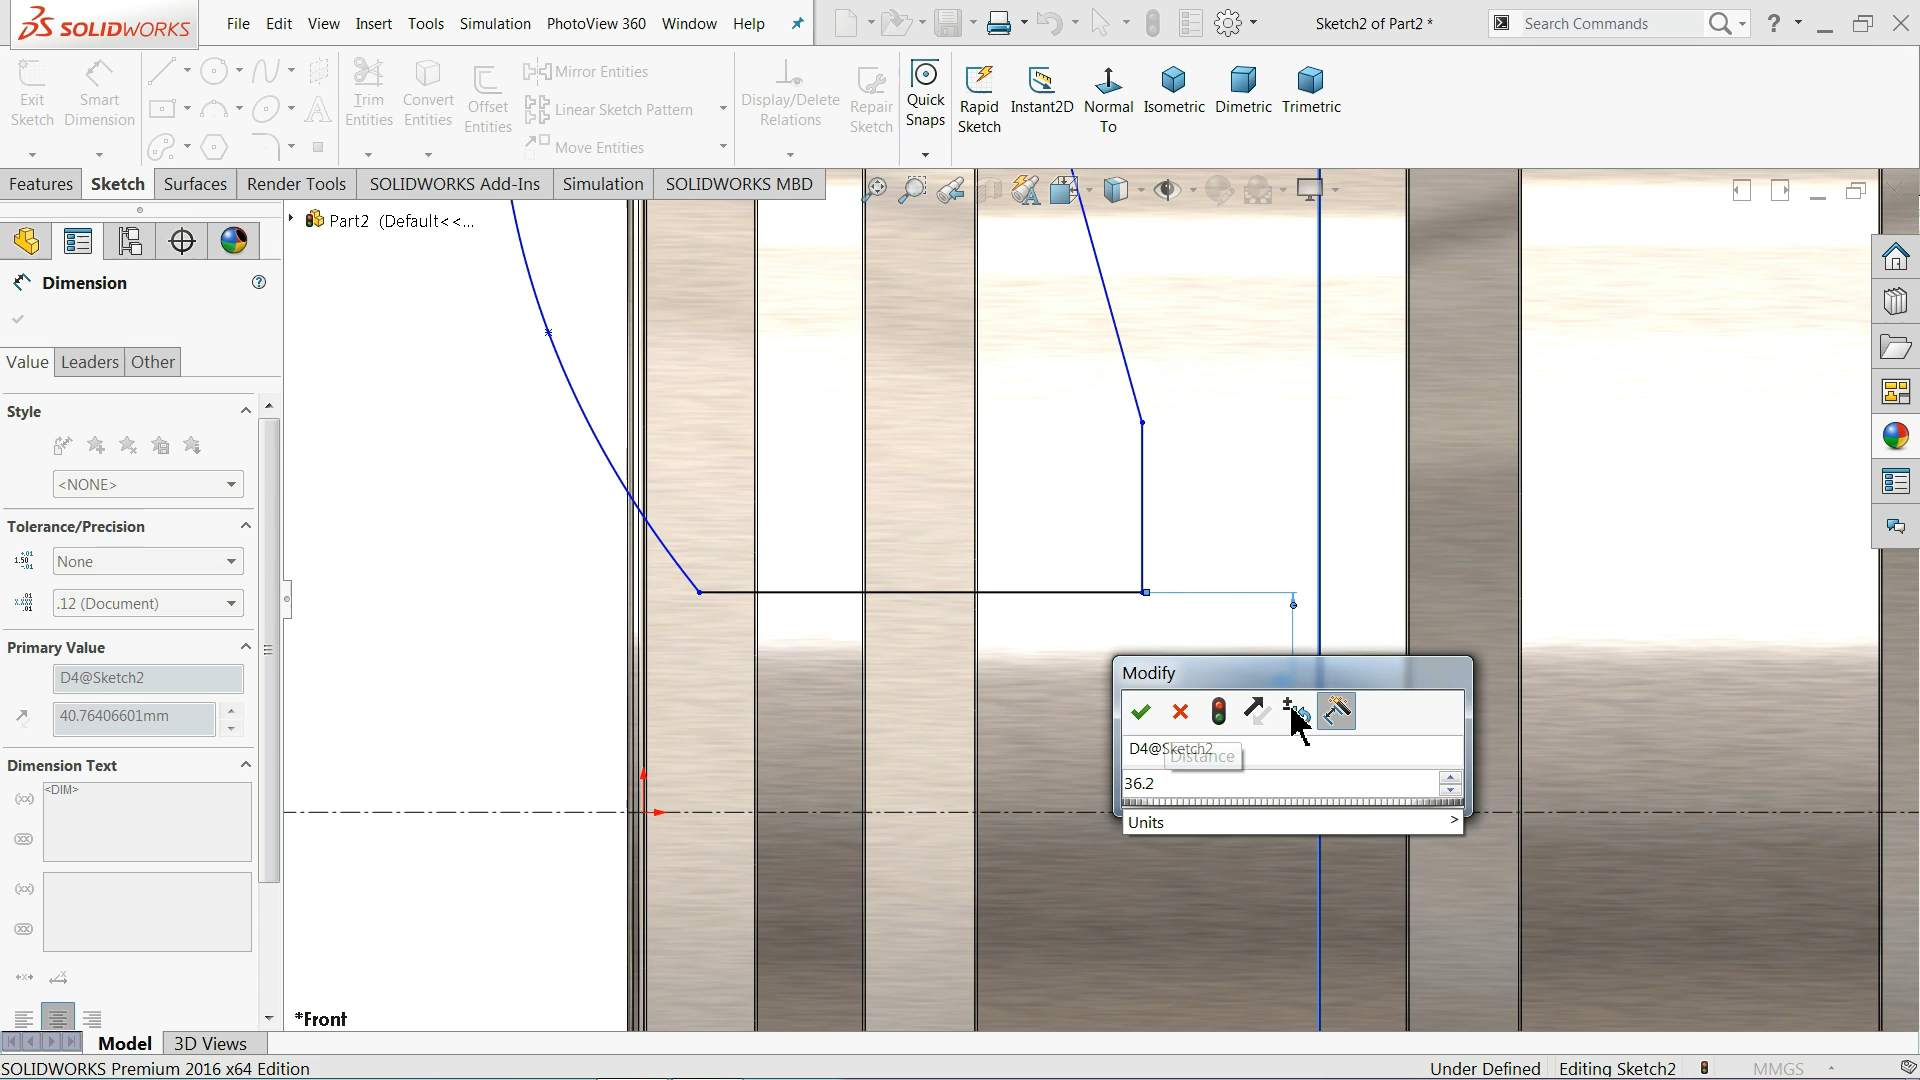 SOLIDWORKS
File Edit View Insert Tools Simulation PhotoView 360 Window Help
Sketch2 of Part2 *
Search Commands
Exit Sketch
Smart Dimension
Trim Entities
Convert Entities
Offset Entities
Mirror Entities
Linear Sketch Pattern
Move Entities
Display/Delete Relations
Repair Sketch
Quick Snaps
Rapid Sketch
Instant2D
Normal To
Isometric
Dimetric
Trimetric
Features Sketch Surfaces Render Tools SOLIDWORKS Add-Ins Simulation SOLIDWORKS MBD
Part2 (Default<<...
Dimension
Value Leaders Other
Style
<NONE>
Tolerance/Precision
None
.12 (Document)
Primary Value
D4@Sketch2
40.76406601mm
Dimension Text
<DIM>
Modify
D4@Sketch2
Distance
36.2
Units >
*Front
Model 3D Views
SOLIDWORKS Premium 2016 x64 Edition
Under Defined Editing Sketch2 MMGS